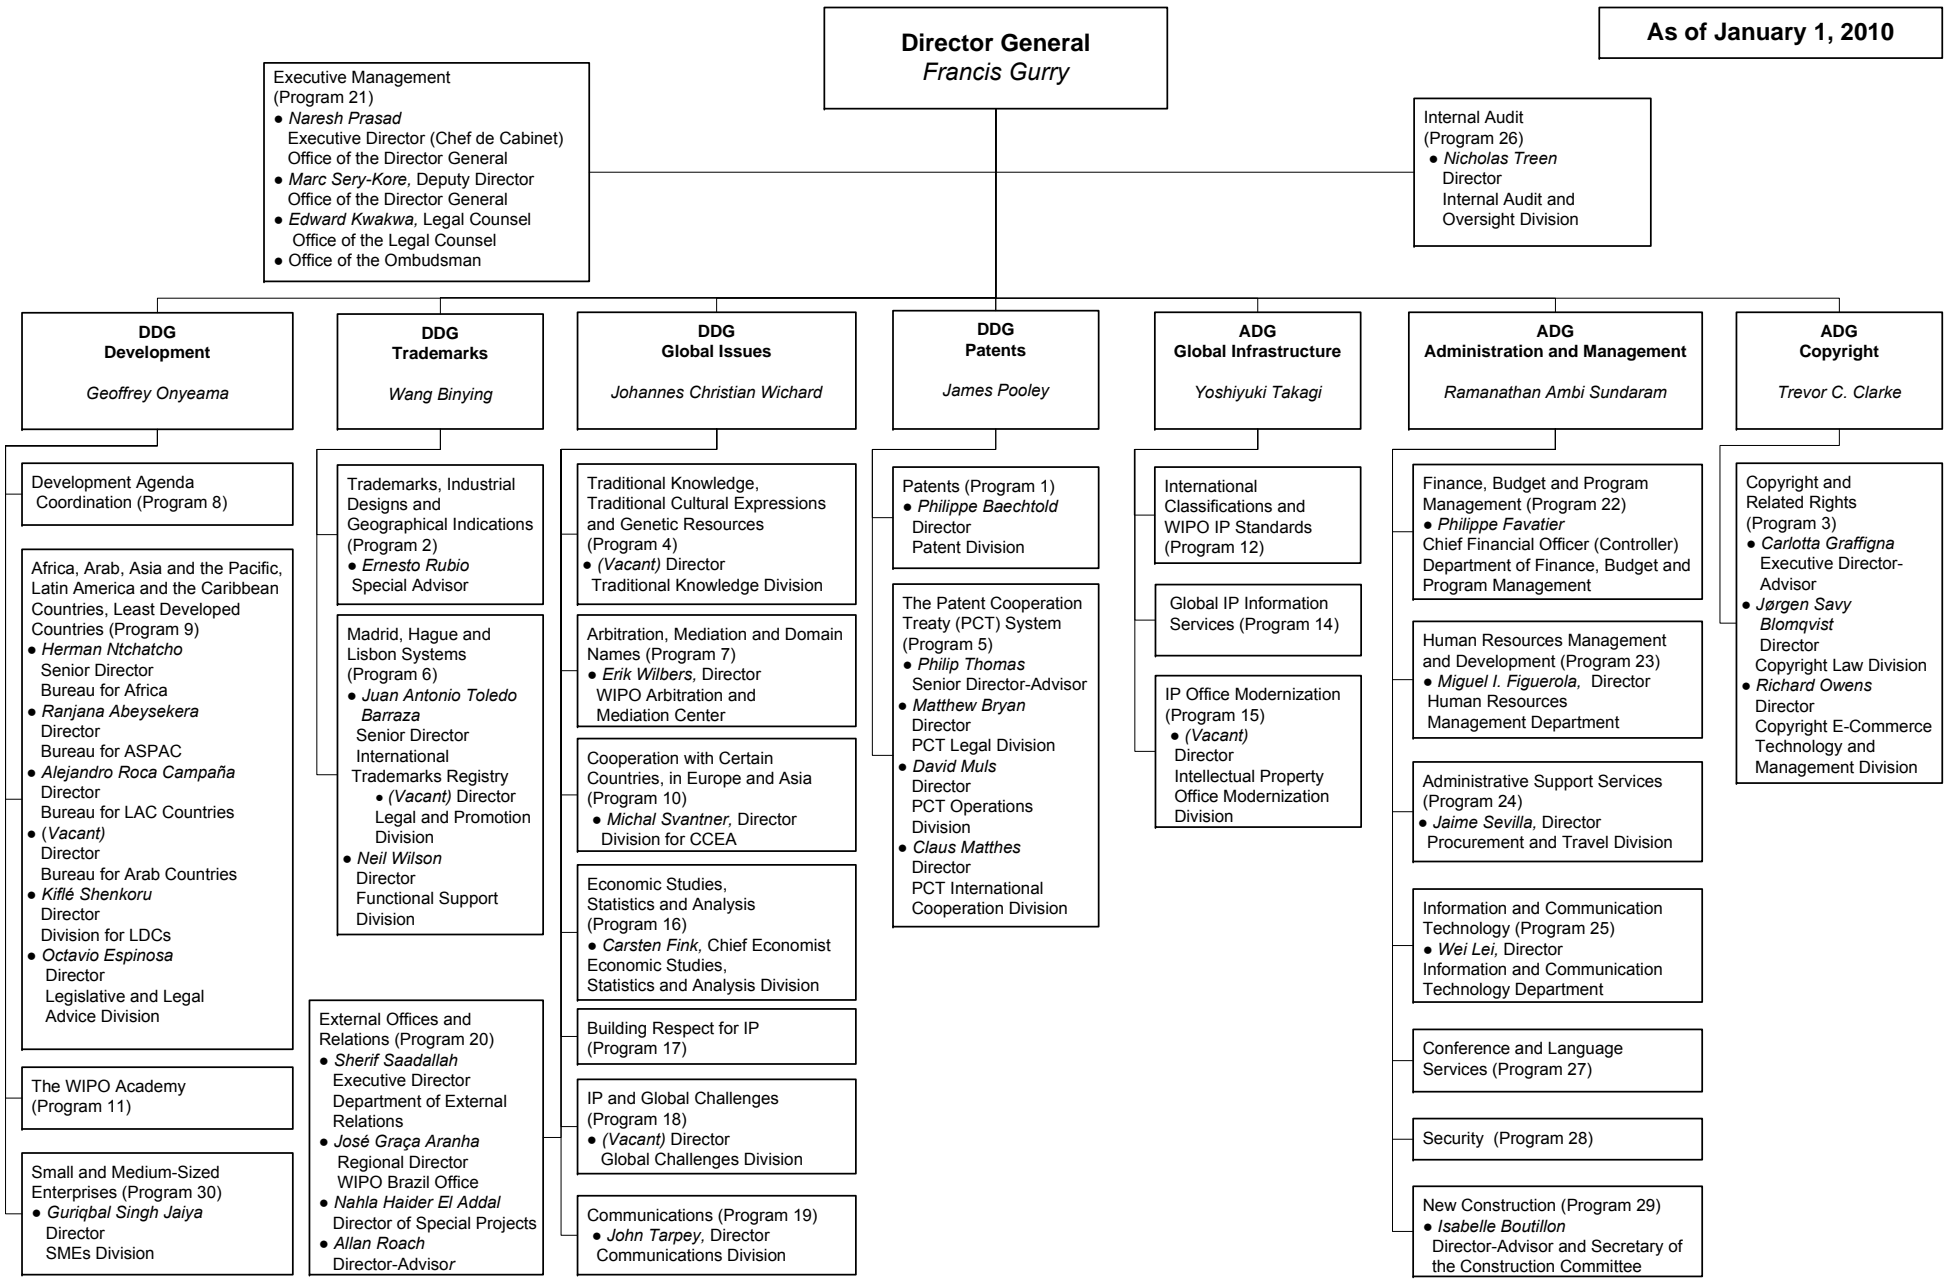 Director General
Francis Gurry
As of January 1, 2010
Executive Management
(Program 21)
● Naresh Prasad
Executive Director (Chef de Cabinet)
Office of the Director General
● Marc Sery-Kore, Deputy Director
Office of the Director General
● Edward Kwakwa, Legal Counsel
Office of the Legal Counsel
● Office of the Ombudsman
Internal Audit
(Program 26)
● Nicholas Treen
Director
Internal Audit and
Oversight Division
DDG
Development
Geoffrey Onyeama
Development Agenda
Coordination (Program 8)
Africa, Arab, Asia and the Pacific,
Latin America and the Caribbean
Countries, Least Developed
Countries (Program 9)
● Herman Ntchatcho
Senior Director
Bureau for Africa
● Ranjana Abeysekera
Director
Bureau for ASPAC
● Alejandro Roca Campaña
Director
Bureau for LAC Countries
● (Vacant)
Director
Bureau for Arab Countries
● Kiflé Shenkoru
Director
Division for LDCs
● Octavio Espinosa
Director
Legislative and Legal
Advice Division
The WIPO Academy
(Program 11)
Small and Medium-Sized
Enterprises (Program 30)
● Guriqbal Singh Jaiya
Director
SMEs Division
DDG
Trademarks
Wang Binying
Trademarks, Industrial
Designs and
Geographical Indications
(Program 2)
● Ernesto Rubio
Special Advisor
Madrid, Hague and
Lisbon Systems
(Program 6)
● Juan Antonio Toledo
Barraza
Senior Director
International
Trademarks Registry
● (Vacant) Director
Legal and Promotion
Division
● Neil Wilson
Director
Functional Support
Division
External Offices and
Relations (Program 20)
● Sherif Saadallah
Executive Director
Department of External
Relations
● José Graça Aranha
Regional Director
WIPO Brazil Office
● Nahla Haider El Addal
Director of Special Projects
● Allan Roach
Director-Advisor
DDG
Global Issues
Johannes Christian Wichard
Traditional Knowledge,
Traditional Cultural Expressions
and Genetic Resources
(Program 4)
● (Vacant) Director
Traditional Knowledge Division
Arbitration, Mediation and Domain
Names (Program 7)
● Erik Wilbers, Director
WIPO Arbitration and
Mediation Center
Cooperation with Certain
Countries, in Europe and Asia
(Program 10)
● Michal Svantner, Director
Division for CCEA
Economic Studies,
Statistics and Analysis
(Program 16)
● Carsten Fink, Chief Economist
Economic Studies,
Statistics and Analysis Division
Building Respect for IP
(Program 17)
IP and Global Challenges
(Program 18)
● (Vacant) Director
Global Challenges Division
Communications (Program 19)
● John Tarpey, Director
Communications Division
DDG
Patents
James Pooley
Patents (Program 1)
● Philippe Baechtold
Director
Patent Division
The Patent Cooperation
Treaty (PCT) System
(Program 5)
● Philip Thomas
Senior Director-Advisor
● Matthew Bryan
Director
PCT Legal Division
● David Muls
Director
PCT Operations
Division
● Claus Matthes
Director
PCT International
Cooperation Division
ADG
Global Infrastructure
Yoshiyuki Takagi
International
Classifications and
WIPO IP Standards
(Program 12)
Global IP Information
Services (Program 14)
IP Office Modernization
(Program 15)
● (Vacant)
Director
Intellectual Property
Office Modernization
Division
ADG
Administration and Management
Ramanathan Ambi Sundaram
Finance, Budget and Program
Management (Program 22)
● Philippe Favatier
Chief Financial Officer (Controller)
Department of Finance, Budget and
Program Management
Human Resources Management
and Development (Program 23)
● Miguel I. Figuerola, Director
Human Resources
Management Department
Administrative Support Services
(Program 24)
● Jaime Sevilla, Director
Procurement and Travel Division
Information and Communication
Technology (Program 25)
● Wei Lei, Director
Information and Communication
Technology Department
Conference and Language
Services (Program 27)
Security (Program 28)
New Construction (Program 29)
● Isabelle Boutillon
Director-Advisor and Secretary of
the Construction Committee
ADG
Copyright
Trevor C. Clarke
Copyright and
Related Rights
(Program 3)
● Carlotta Graffigna
Executive Director-
Advisor
● Jørgen Savy
Blomqvist
Director
Copyright Law Division
● Richard Owens
Director
Copyright E-Commerce
Technology and
Management Division